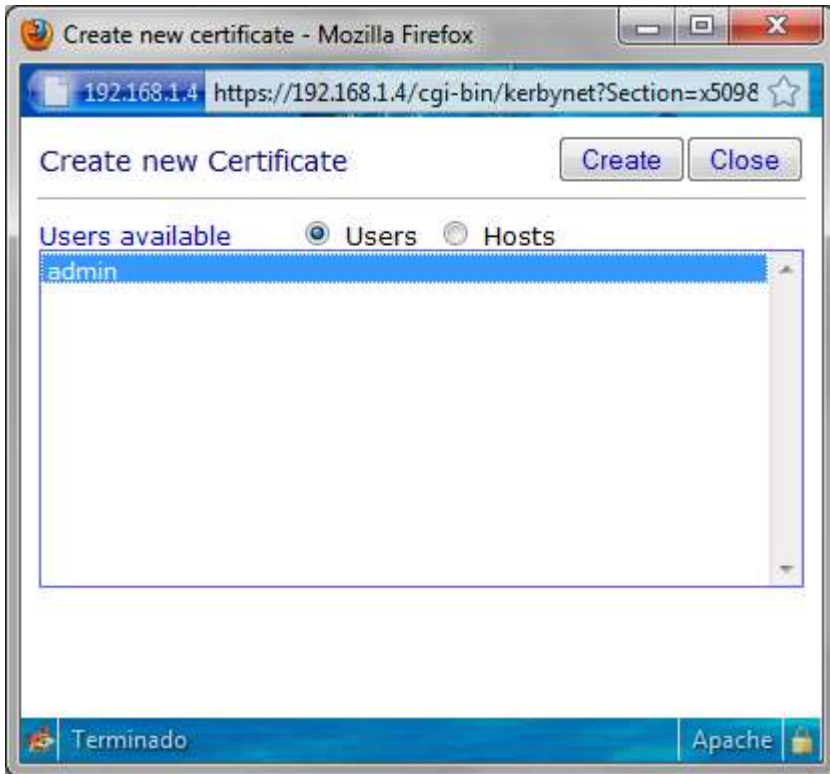 Create new certificate - Mozilla Firefox
192.168.1.4 https://192.168.1.4/cgi-bin/kerbynet?Section=x5098
Create new Certificate Create Close
Users available Users Hosts
admin
Terminado Apache